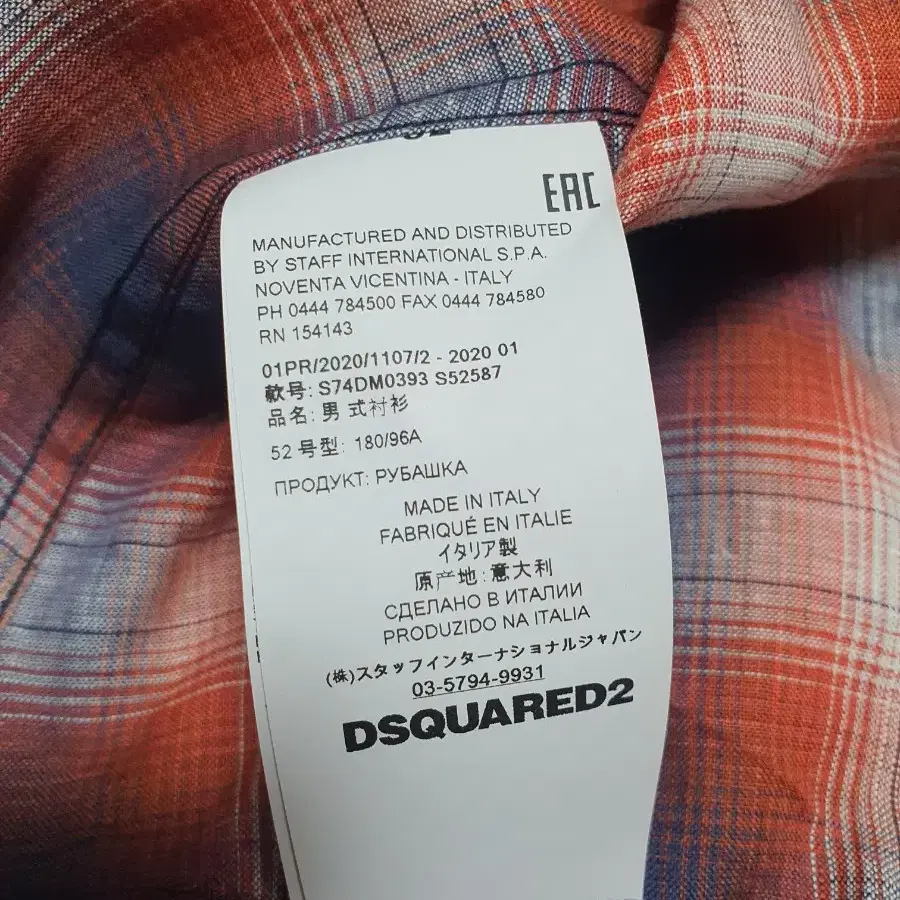 EAC
MANUFACTURED AND DISTRIBUTED
BY STAFF INTERNATIONAL S.P.A.
NOVENTA VICENTINA - ITALY
PH 0444 784500 FAX 0444 784580
RN 154143
01PR/2020/1107/2 - 2020 01
款号: S74DM0393 S52587
品名: 男式衬衫
52 号型: 180/96A
ПРОДУКТ: РУБАШКА
MADE IN ITALY
FABRIQUÉ EN ITALIE
イタリア製
原产地: 意大利
СДЕЛАНО В ИТАЛИИ
PRODUZIDO NA ITALIA
(株)スタッフインターナショナルジャパン
03-5794-9931
DSQUARED2